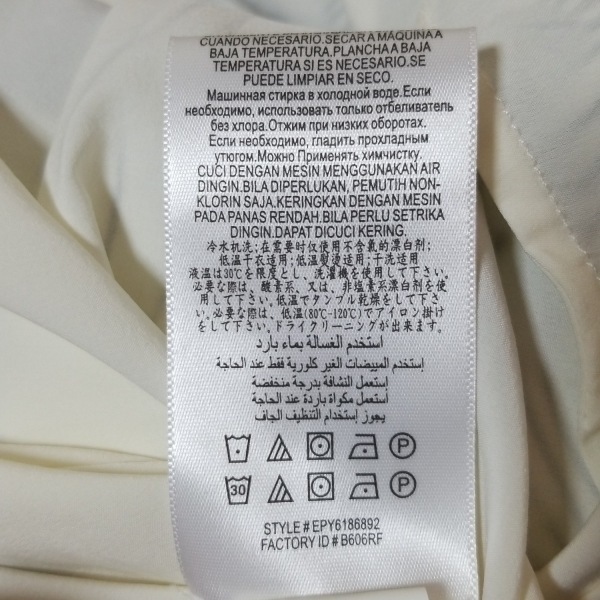 CUANDO NECESARIO.SECAR A MÁQUINA A
BAJA TEMPERATURA.PLANCHA A BAJA
TEMPERATURA SI ES NECESARIO.SE
PUEDE LIMPIAR EN SECO.
Машинная стирка в холодной воде.Если
необходимо, использовать только отбеливатель
без хлора.Отжим при низких оборотах.
Если необходимо, гладить прохладным
утюгом.Можно Применять химчистку.
CUCI DENGAN MESIN MENGGUNAKAN AIR
DINGIN.BILA DIPERLUKAN, PEMUTIH NON-
KLORIN SAJA.KERINGKAN DENGAN MESIN
PADA PANAS RENDAH.BILA PERLU SETRIKA
DINGIN.DAPAT DICUCI KERING.
冷水机洗;在需要时仅使用不含氯的漂白剂;
低温干衣适用;低温熨烫适用;干洗适用
液温は30℃を限度とし、洗濯機を使用して下さい。
必要な際は、酸素系、又は、非塩素系漂白剤を使
用して下さい。低温でタンブル乾燥をして下さ
い。必要な際は、低温(80℃-120℃)でアイロン掛け
をして下さい。ドライクリーニングが出来ます。
استخدم الغسالة بماء بارد
إستخدم المبيضات الغير كلورية فقط عند الحاجة
إستعمل النشافة بدرجة منخفضة
إستعمل مكواة باردة عند الحاجة
يجوز إستخدام التنظيف الجاف
P
30 P
STYLE # EPY6186892
FACTORY ID # B606RF